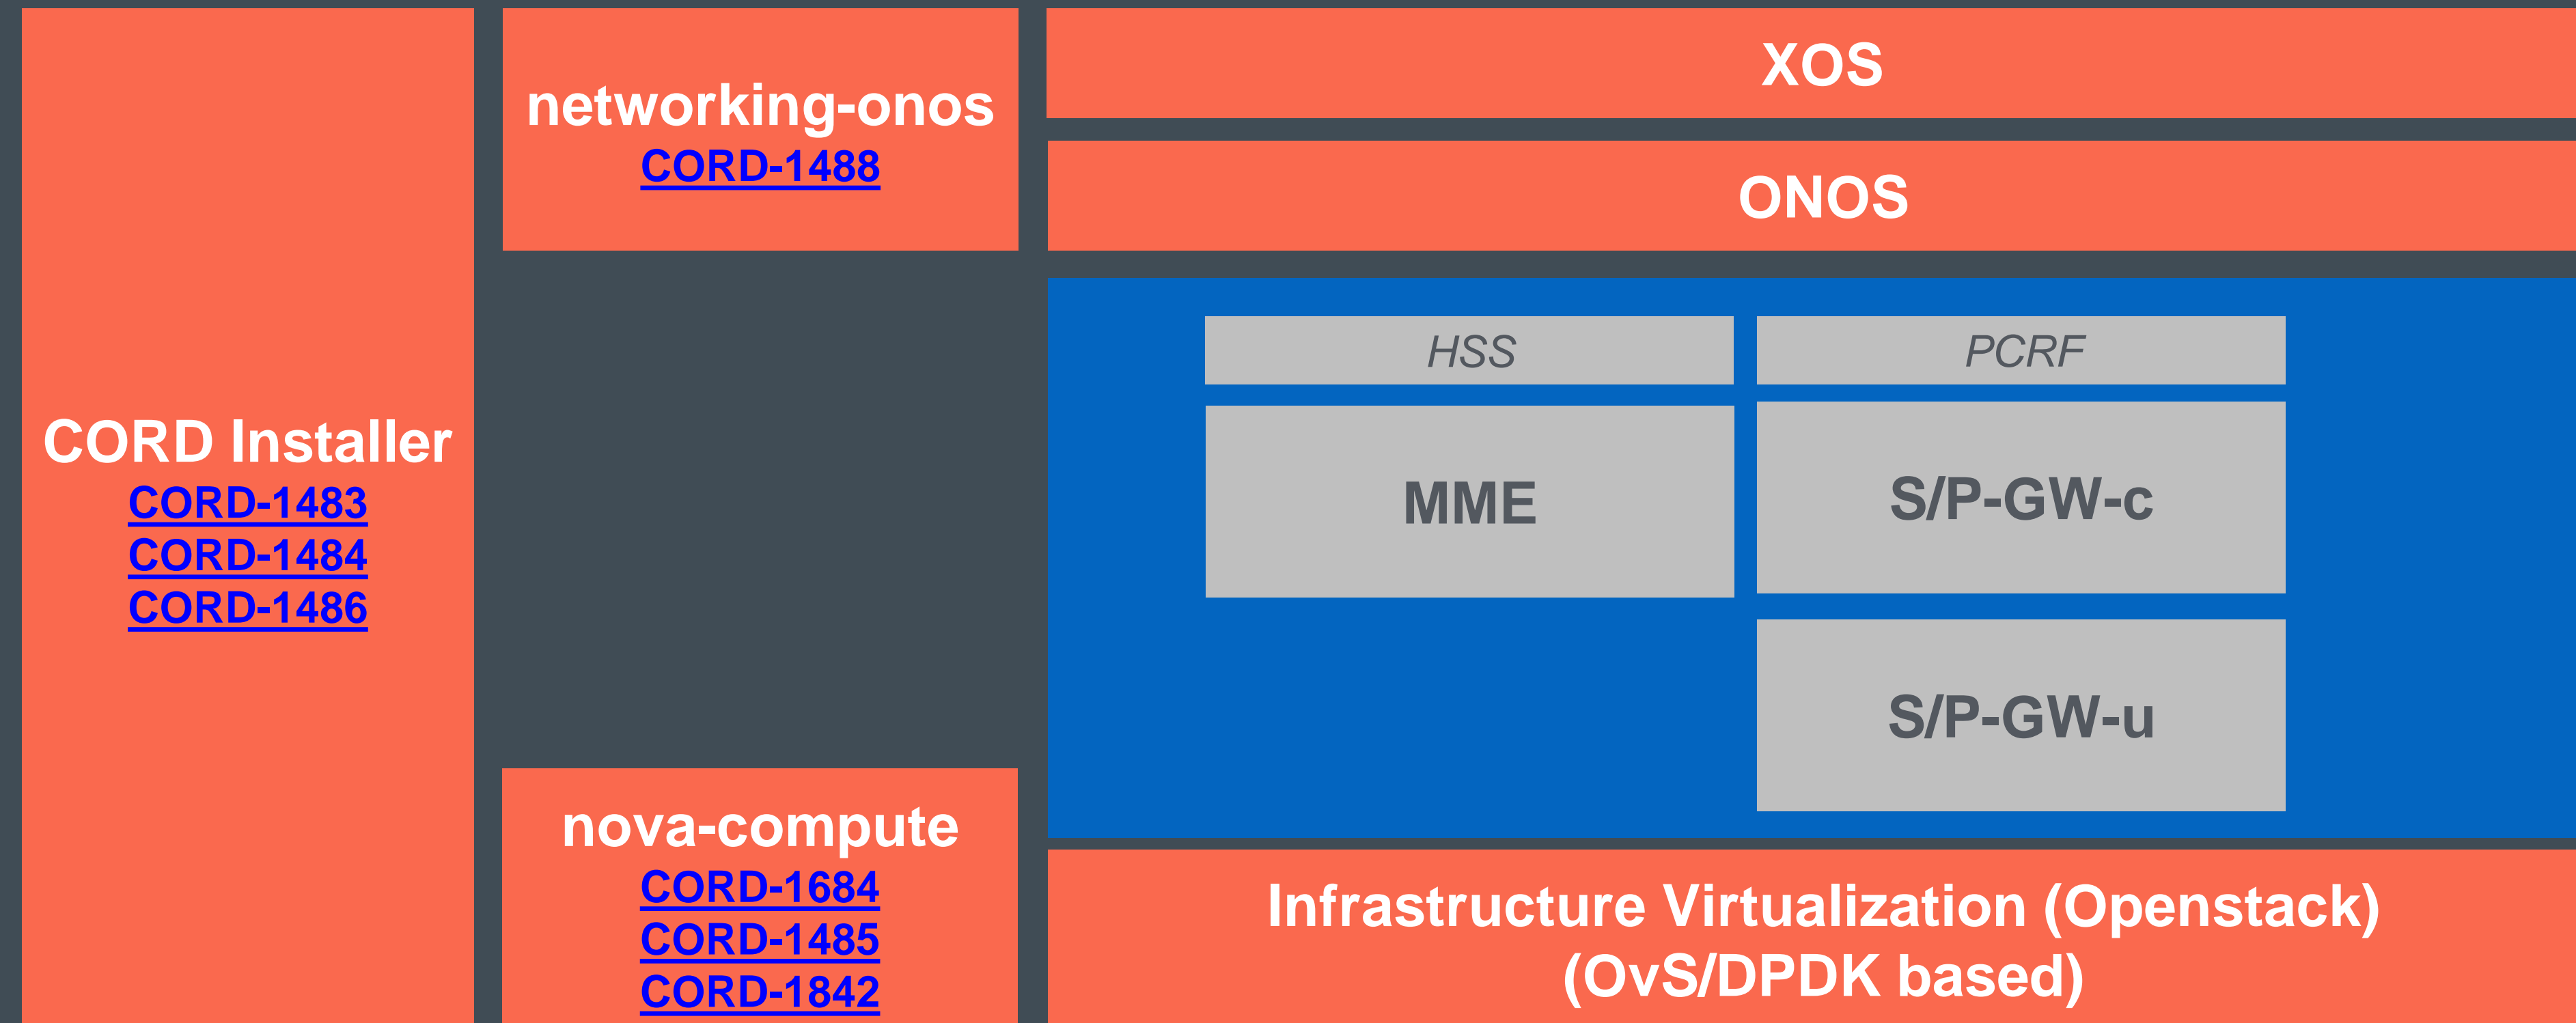 CORD Installer
CORD-1483
CORD-1484
CORD-1486
networking-onos
CORD-1488
nova-compute
CORD-1684
CORD-1485
CORD-1842
XOS
ONOS
HSS
PCRF
MME
S/P-GW-c
S/P-GW-u
Infrastructure Virtualization (Openstack)
(OvS/DPDK based)